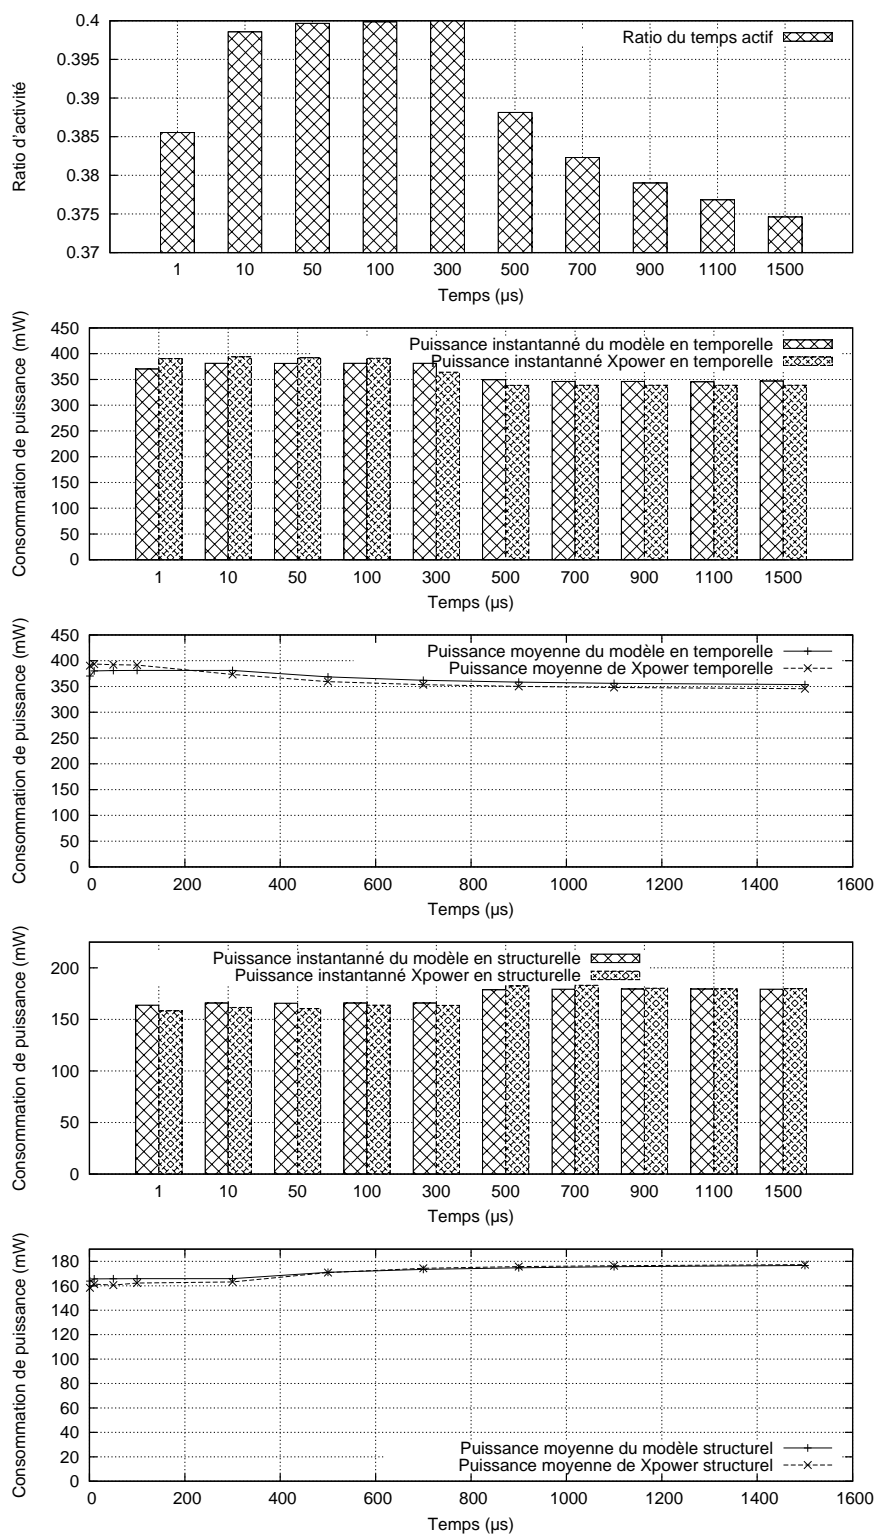 Ratio d'activité
0.4
0.395
0.39
0.385
0.38
0.375
0.37
Ratio du temps actif
1 10 50 100 300 500 700 900 1100 1500
Temps (µs)
Consommation de puissance (mW)
450
400
350
300
250
200
150
100
50
0
Puissance instantanné du modèle en temporelle
Puissance instantanné Xpower en temporelle
1 10 50 100 300 500 700 900 1100 1500
Temps (µs)
Consommation de puissance (mW)
450
400
350
300
250
200
150
100
50
0
Puissance moyenne du modèle en temporelle
Puissance moyenne de Xpower temporelle
0 200 400 600 800 1000 1200 1400 1600
Temps (µs)
Consommation de puissance (mW)
200
150
100
50
0
Puissance instantanné du modèle en structurelle
Puissance instantanné Xpower en structurelle
1 10 50 100 300 500 700 900 1100 1500
Temps (µs)
Consommation de puissance (mW)
180
160
140
120
100
80
60
40
20
0
Puissance moyenne du modèle structurel
Puissance moyenne de Xpower structurel
0 200 400 600 800 1000 1200 1400 1600
Temps (µs)